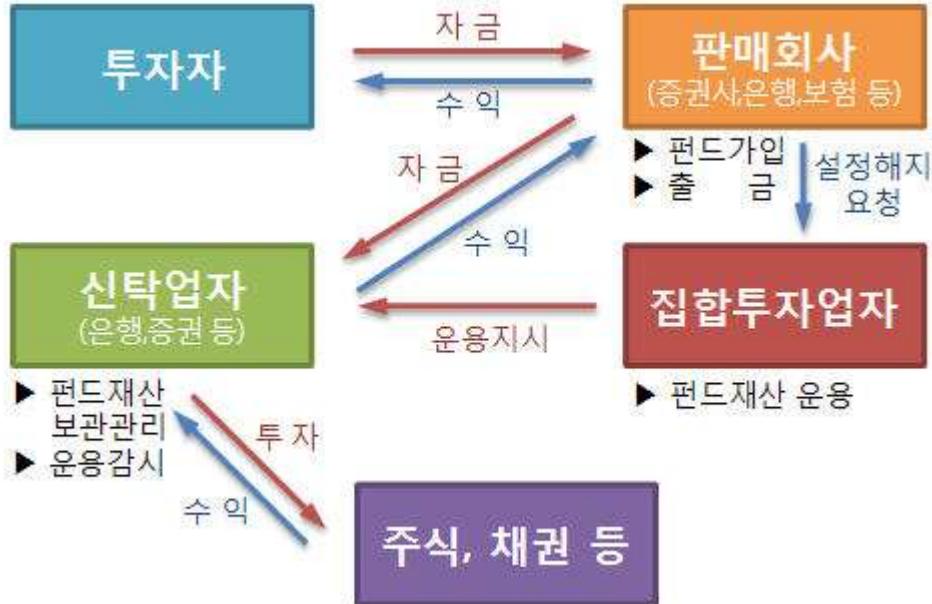 자 금
투자자
수 익
판매회사
(증권사,은행,보험 등)
▶ 펀드가입
▶ 출 금
설정해지
요청
자 금
수 익
신탁업자
(은행,증권 등)
운용지시
집합투자업자
▶ 펀드재산
보관관리
▶ 운용감시
▶ 펀드재산 운용
투 자
수 익
주식, 채권 등